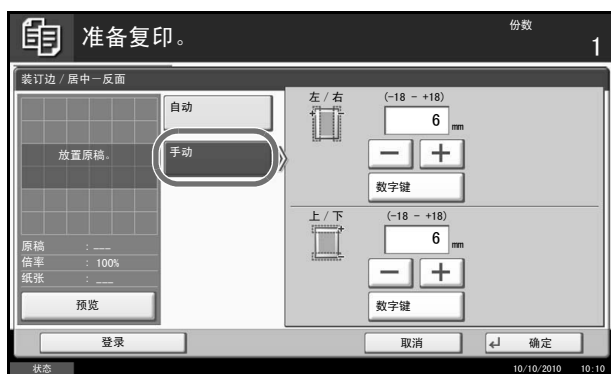 准备复印。
份数
1
装订边 / 居中－反面
放置原稿。
原稿 : ___
倍率 : 100%
纸张 : ___
预览
自动
手动
左 / 右
(-18 - +18)
6 mm
数字键
上 / 下
(-18 - +18)
6 mm
数字键
登录
取消
确定
状态
10/10/2010 10:10